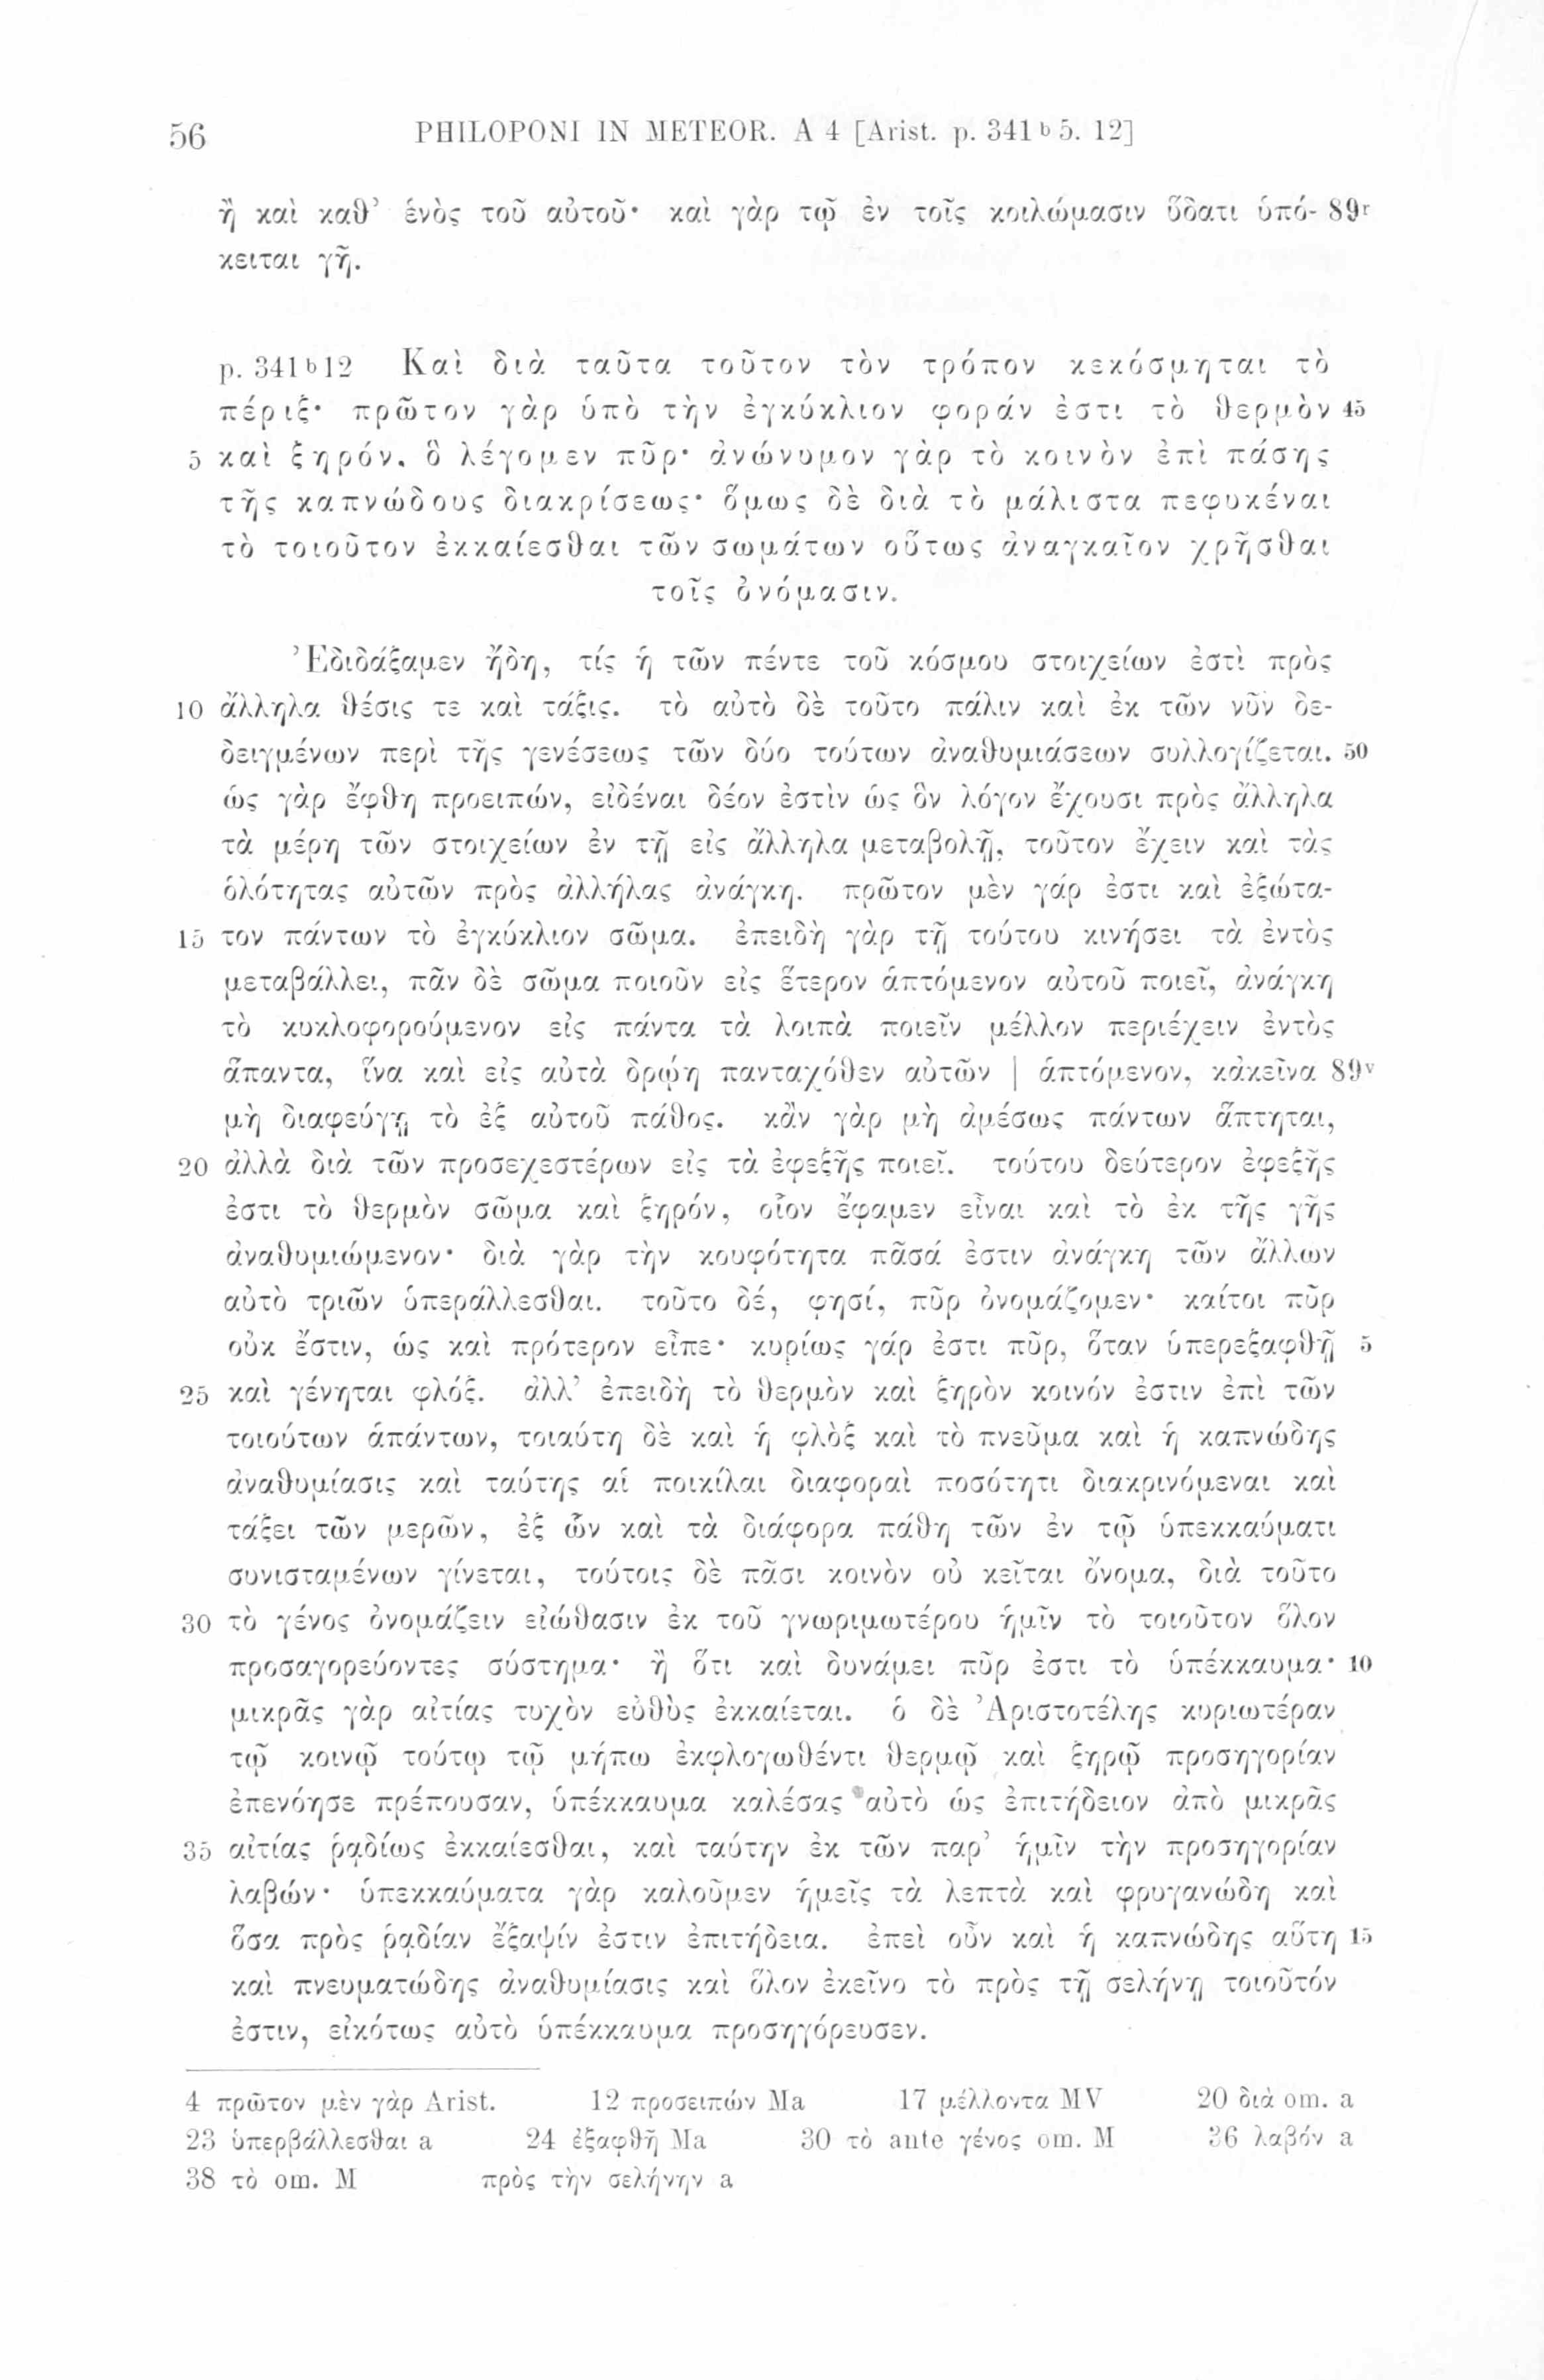 56 PHILOPONI IN METEOR. A 4 [Arist. p. 341 b 5. 12]
ἢ καὶ καθ’ ἑνὸς τοῦ αὐτοῦ· καὶ γὰρ τῷ ἐν τοῖς κοιλώμασιν ὕδατι ὑπό- 89r
κειται γῆ.
p. 341 b 12 Καὶ διὰ ταῦτα τοῦτον τὸν τρόπον κεκόσμηται τὸ
πέριξ· πρῶτον γὰρ ὑπὸ τὴν ἐγκύκλιον φοράν ἐστι τὸ θερμὸν 45
5 καὶ ξηρόν, ὃ λέγομεν πῦρ· ἀνώνυμον γὰρ τὸ κοινὸν ἐπὶ πάσης
τῆς καπνώδους διακρίσεως· ὅμως δὲ διὰ τὸ μάλιστα πεφυκέναι
τὸ τοιοῦτον ἐκκαίεσθαι τῶν σωμάτων οὕτως ἀναγκαῖον χρῆσθαι
τοῖς ὀνόμασιν.
Ἐδιδάξαμεν ἤδη, τίς ἡ τῶν πέντε τοῦ κόσμου στοιχείων ἐστὶ πρὸς
10 ἄλληλα θέσις τε καὶ τάξις. τὸ αὐτὸ δὲ τοῦτο πάλιν καὶ ἐκ τῶν νῦν δε-
δειγμένων περὶ τῆς γενέσεως τῶν δύο τούτων ἀναθυμιάσεων συλλογίζεται. 50
ὡς γὰρ ἔφθη προειπών, εἰδέναι δέον ἐστὶν ὡς ὃν λόγον ἔχουσι πρὸς ἄλληλα
τὰ μέρη τῶν στοιχείων ἐν τῇ εἰς ἄλληλα μεταβολῇ, τοῦτον ἔχειν καὶ τὰς
ὁλότητας αὐτῶν πρὸς ἀλλήλας ἀνάγκη. πρῶτον μὲν γάρ ἐστι καὶ ἐξώτα-
15 τον πάντων τὸ ἐγκύκλιον σῶμα. ἐπειδὴ γὰρ τῇ τούτου κινήσει τὰ ἐντὸς
μεταβάλλει, πᾶν δὲ σῶμα ποιοῦν εἰς ἕτερον ἁπτόμενον αὐτοῦ ποιεῖ, ἀνάγκη
τὸ κυκλοφορούμενον εἰς πάντα τὰ λοιπὰ ποιεῖν μέλλον περιέχειν ἐντὸς
ἅπαντα, ἵνα καὶ εἰς αὐτὰ δρῴη πανταχόθεν αὐτῶν | ἁπτόμενον, κἀκεῖνα 89v
μὴ διαφεύγῃ τὸ ἐξ αὐτοῦ πάθος. κἂν γὰρ μὴ ἀμέσως πάντων ἅπτηται,
20 ἀλλὰ διὰ τῶν προσεχεστέρων εἰς τὰ ἐφεξῆς ποιεῖ. τούτου δεύτερον ἐφεξῆς
ἐστι τὸ θερμὸν σῶμα καὶ ξηρόν, οἷον ἔφαμεν εἶναι καὶ τὸ ἐκ τῆς γῆς
ἀναθυμιώμενον· διὰ γὰρ τὴν κουφότητα πᾶσά ἐστιν ἀνάγκη τῶν ἄλλων
αὐτὸ τριῶν ὑπεράλλεσθαι. τοῦτο δέ, φησί, πῦρ ὀνομάζομεν· καίτοι πῦρ
οὐκ ἔστιν, ὡς καὶ πρότερον εἶπε· κυρίως γάρ ἐστι πῦρ, ὅταν ὑπερεξαφθῇ 5
25 καὶ γένηται φλόξ. ἀλλ’ ἐπειδὴ τὸ θερμὸν καὶ ξηρὸν κοινόν ἐστιν ἐπὶ τῶν
τοιούτων ἁπάντων, τοιαύτη δὲ καὶ ἡ φλὸξ καὶ τὸ πνεῦμα καὶ ἡ καπνώδης
ἀναθυμίασις καὶ ταύτης αἱ ποικίλαι διαφοραὶ ποσότητι διακρινόμεναι καὶ
τάξει τῶν μερῶν, ἐξ ὧν καὶ τὰ διάφορα πάθη τῶν ἐν τῷ ὑπεκκαύματι
συνισταμένων γίνεται, τούτοις δὲ πᾶσι κοινὸν οὐ κεῖται ὄνομα, διὰ τοῦτο
30 τὸ γένος ὀνομάζειν εἰώθασιν ἐκ τοῦ γνωριμωτέρου ἡμῖν τὸ τοιοῦτον ὅλον
προσαγορεύοντες σύστημα· ἢ ὅτι καὶ δυνάμει πῦρ ἐστι τὸ ὑπέκκαυμα· 10
μικρᾶς γὰρ αἰτίας τυχὸν εὐθὺς ἐκκαίεται. ὁ δὲ Ἀριστοτέλης κυριωτέραν
τῷ κοινῷ τούτῳ τῷ μήπω ἐκφλογωθέντι θερμῷ καὶ ξηρῷ προσηγορίαν
ἐπενόησε πρέπουσαν, ὑπέκκαυμα καλέσας αὐτὸ ὡς ἐπιτήδειον ἀπὸ μικρᾶς
35 αἰτίας ῥᾳδίως ἐκκαίεσθαι, καὶ ταύτην ἐκ τῶν παρ’ ἡμῖν τὴν προσηγορίαν
λαβών· ὑπεκκαύματα γὰρ καλοῦμεν ἡμεῖς τὰ λεπτὰ καὶ φρυγανώδη καὶ
ὅσα πρὸς ῥᾳδίαν ἔξαψίν ἐστιν ἐπιτήδεια. ἐπεὶ οὖν καὶ ἡ καπνώδης αὕτη 15
καὶ πνευματώδης ἀναθυμίασις καὶ ὅλον ἐκεῖνο τὸ πρὸς τῇ σελήνῃ τοιοῦτόν
ἐστιν, εἰκότως αὐτὸ ὑπέκκαυμα προσηγόρευσεν.
4 πρῶτον μὲν γὰρ Arist. 12 προσειπών Ma 17 μέλλοντα MV 20 διὰ om. a
23 ὑπερβάλλεσθαι a 24 ἐξαφθῇ Ma 30 τὸ ante γένος om. M 36 λαβόν a
38 τὸ om. M πρὸς τὴν σελήνην a